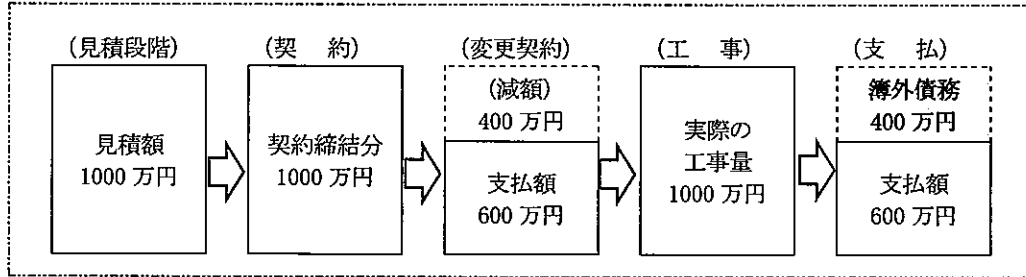 (見積段階)
見積額
1000 万円
(契　約)
契約締結分
1000 万円
(変更契約)
(減額)
400 万円
支払額
600 万円
(工　事)
実際の
工事量
1000 万円
(支　払)
簿外債務
400 万円
支払額
600 万円